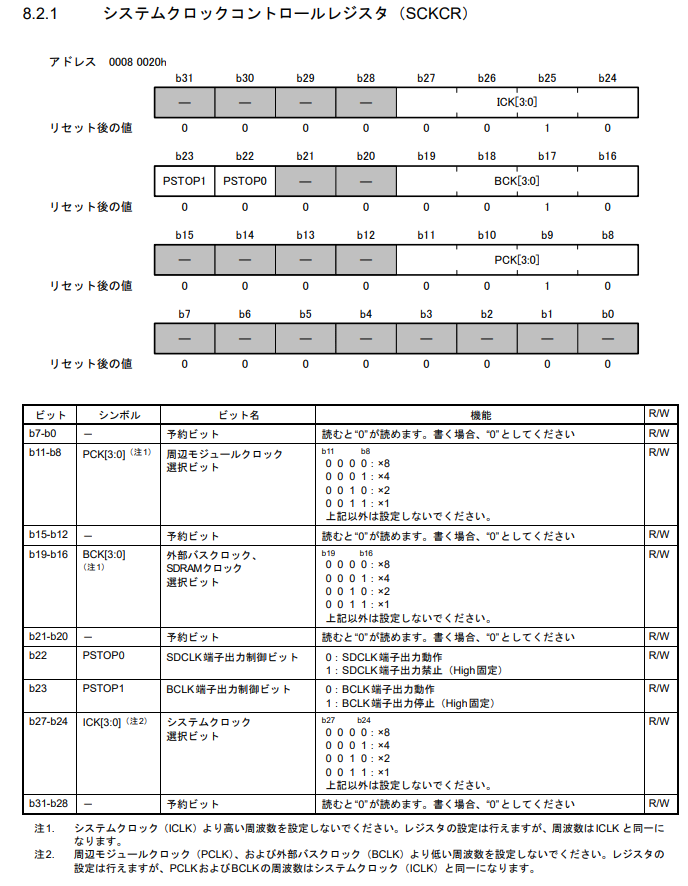 8.2.1 システムクロックコントロールレジスタ（SCKCR）
アドレス 0008 0020h
b31 b30 b29 b28 b27 b26 b25 b24
— — — — ICK[3:0]
リセット後の値 0 0 0 0 0 0 1 0
b23 b22 b21 b20 b19 b18 b17 b16
PSTOP1 PSTOP0 — — BCK[3:0]
リセット後の値 0 0 0 0 0 0 1 0
b15 b14 b13 b12 b11 b10 b9 b8
— — — — PCK[3:0]
リセット後の値 0 0 0 0 0 0 1 0
b7 b6 b5 b4 b3 b2 b1 b0
— — — — — — — —
リセット後の値 0 0 0 0 0 0 0 0
ビット シンボル ビット名 機能 R/W
b7-b0 — 予約ビット 読むと“0”が読めます。書く場合、“0”としてください R/W
b11-b8 PCK[3:0]（注1） 周辺モジュールクロック b11 b8 R/W
選択ビット 0 0 0 0：×8
0 0 0 1：×4
0 0 1 0：×2
0 0 1 1：×1
上記以外は設定しないでください。
b15-b12 — 予約ビット 読むと“0”が読めます。書く場合、“0”としてください R/W
b19-b16 BCK[3:0] 外部バスクロック、 b19 b16 R/W
（注1） SDRAMクロック 0 0 0 0：×8
選択ビット 0 0 0 1：×4
0 0 1 0：×2
0 0 1 1：×1
上記以外は設定しないでください。
b21-b20 — 予約ビット 読むと“0”が読めます。書く場合、“0”としてください R/W
b22 PSTOP0 SDCLK端子出力制御ビット 0：SDCLK端子出力動作 R/W
1：SDCLK端子出力禁止（High固定）
b23 PSTOP1 BCLK端子出力制御ビット 0：BCLK端子出力動作 R/W
1：BCLK端子出力停止（High固定）
b27-b24 ICK[3:0]（注2） システムクロック b27 b24 R/W
選択ビット 0 0 0 0：×8
0 0 0 1：×4
0 0 1 0：×2
0 0 1 1：×1
上記以外は設定しないでください。
b31-b28 — 予約ビット 読むと“0”が読めます。書く場合、“0”としてください R/W
注1. システムクロック（ICLK）より高い周波数を設定しないでください。レジスタの設定は行えますが、周波数はICLKと同一に
なります。
注2. 周辺モジュールクロック（PCLK）、および外部バスクロック（BCLK）より低い周波数を設定しないでください。レジスタの
設定は行えますが、PCLKおよびBCLKの周波数はシステムクロック（ICLK）と同一になります。